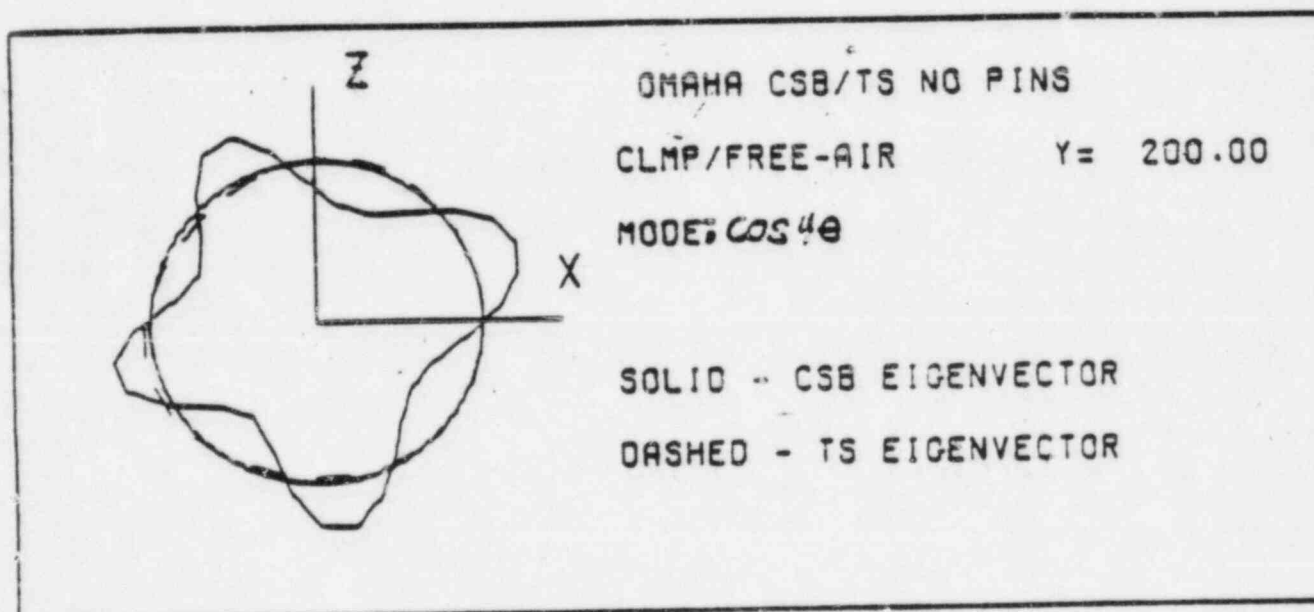 Z
X
OMAHA CSB/TS NO PINS
CLMP/FREE-AIR Y= 200.00
MODE: COS 4θ
SOLID - CSB EIGENVECTOR
DASHED - TS EIGENVECTOR